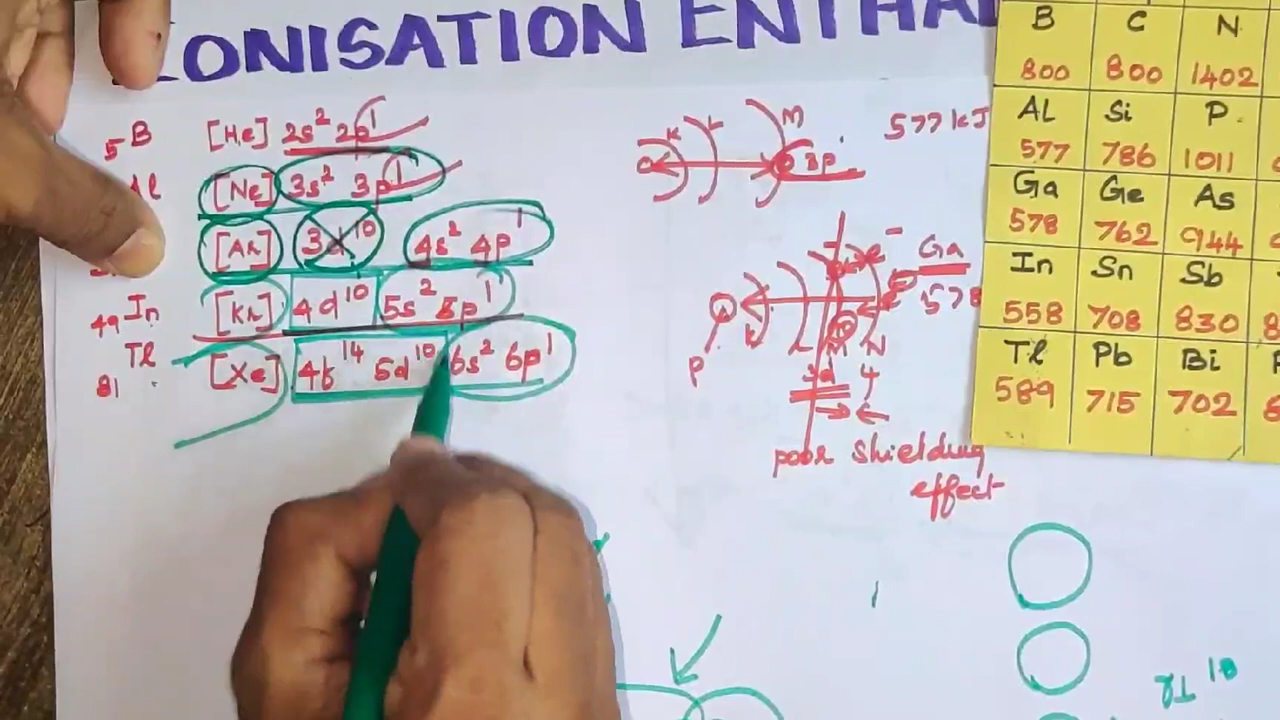 IONISATION ENTHA
5 B [He] 2s² 2p¹
Al [Ne] 3s² 3p¹
[Ar] 3d¹⁰ 4s² 4p¹
49 In [Kr] 4d¹⁰ 5s² 5p¹
81 Tl [Xe] 4f¹⁴ 5d¹⁰ 6s² 6p¹
K L M 3p 577 kJ
e⁻ Ga
578
P
K L M N
3d 4
poor shielding
effect
B C N
800 800 1402
Al Si P
577 786 1011
Ga Ge As
578 762 944
In Sn Sb
558 708 830
Tl Pb Bi
589 715 702
81 Tl